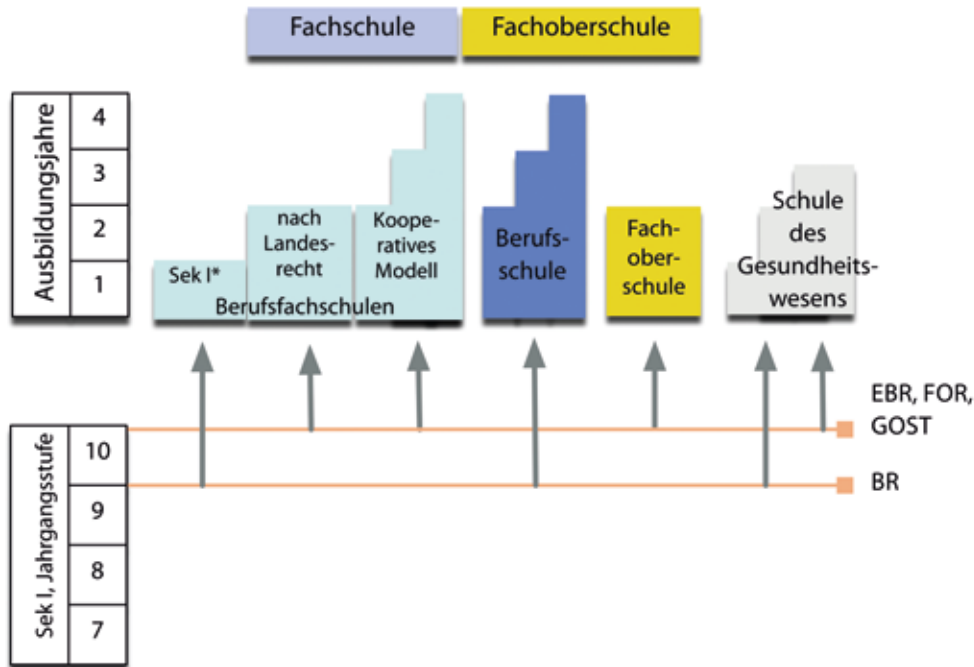 Fachschule
Fachoberschule
Ausbildungsjahre
4
3
2
1
Sek I*
nach
Landes-
recht
Koope-
ratives
Modell
Berufsfachschulen
Berufs-
schule
Fach-
ober-
schule
Schule
des
Gesundheits-
wesens
EBR, FOR,
GOST
BR
Sek I, Jahrgangsstufe
10
9
8
7